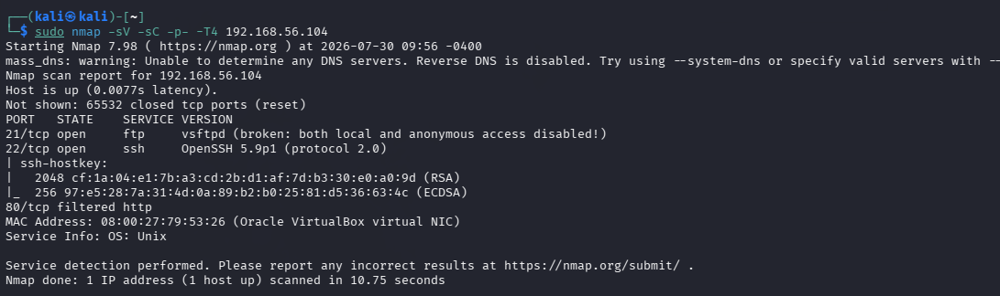 ┌──(kali㉿kali)-[~]
└─$ sudo nmap -sV -sC -p- -T4 192.168.56.104
Starting Nmap 7.98 ( https://nmap.org ) at 2026-07-30 09:56 -0400
mass_dns: warning: Unable to determine any DNS servers. Reverse DNS is disabled. Try using --system-dns or specify valid servers with --
Nmap scan report for 192.168.56.104
Host is up (0.0077s latency).
Not shown: 65532 closed tcp ports (reset)
PORT   STATE    SERVICE VERSION
21/tcp open     ftp     vsftpd (broken: both local and anonymous access disabled!)
22/tcp open     ssh     OpenSSH 5.9p1 (protocol 2.0)
| ssh-hostkey:
|   2048 cf:1a:04:e1:7b:a3:cd:2b:d1:af:7d:b3:30:e0:a0:9d (RSA)
|_  256 97:e5:28:7a:31:4d:0a:89:b2:b0:25:81:d5:36:63:4c (ECDSA)
80/tcp filtered http
MAC Address: 08:00:27:79:53:26 (Oracle VirtualBox virtual NIC)
Service Info: OS: Unix
Service detection performed. Please report any incorrect results at https://nmap.org/submit/ .
Nmap done: 1 IP address (1 host up) scanned in 10.75 seconds